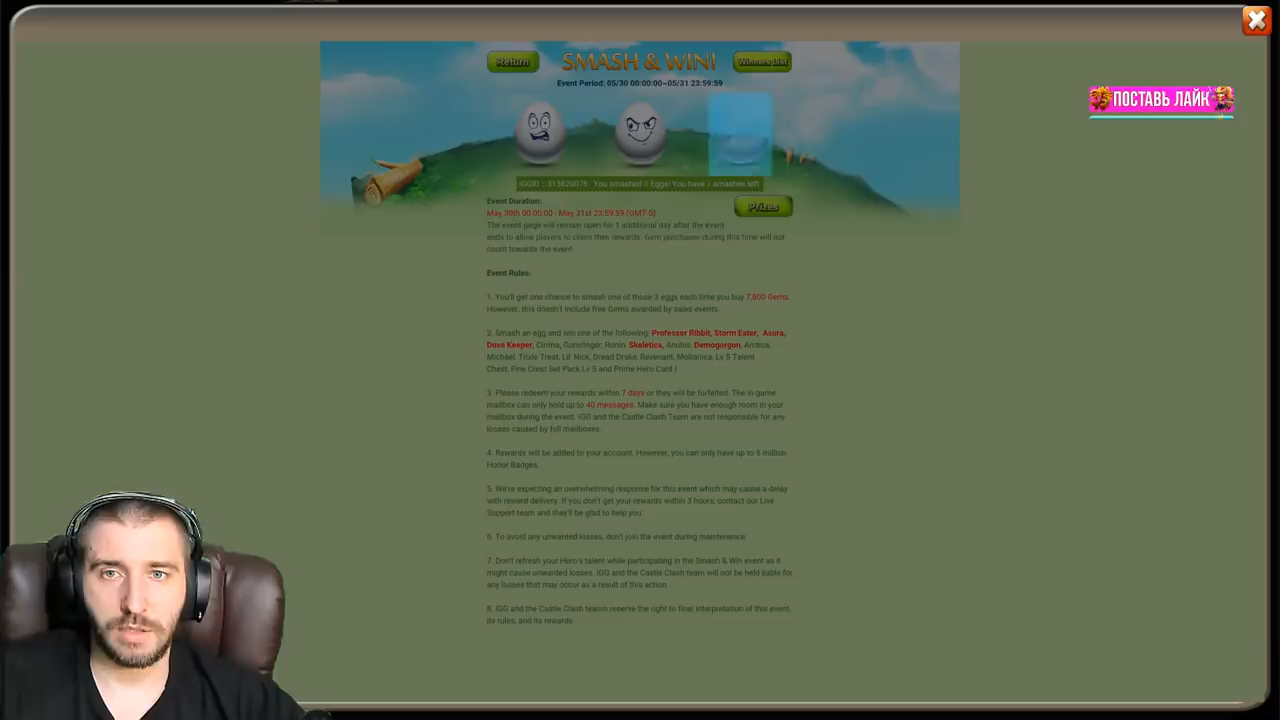 Return
SMASH & WIN!
Winners List
Event Period: 05/30 00:00:00~05/31 23:59:59
ПОСТАВЬ ЛАЙК
IGGID : 313620076 You smashed 0 Eggs! You have 2 smashes left
Event Duration:
Prizes
May 30th 00:00:00 - May 31st 23:59:59 (GMT-5)
The event page will remain open for 1 additional day after the event
ends to allow players to claim their rewards. Gem purchases during this time will not
count towards the event.
Event Rules:
1. You'll get one chance to smash one of those 3 eggs each time you buy 7,800 Gems.
However, this doesn't include free Gems awarded by sales events.
2. Smash an egg and win one of the following: Professor Ribbit, Storm Eater, Asura,
Dove Keeper, Cirrina, Gunslinger, Ronin, Skeletica, Anubis, Demogorgon, Arctica,
Michael, Trixie Treat, Lil' Nick, Dread Drake, Revenant, Moltanica, Lv 5 Talent
Chest, Fine Crest Set Pack Lv 5 and Prime Hero Card I
3. Please redeem your rewards within 7 days or they will be forfeited. The in-game
mailbox can only hold up to 40 messages. Make sure you have enough room in your
mailbox during the event. IGG and the Castle Clash Team are not responsible for any
losses caused by full mailboxes.
4. Rewards will be added to your account. However, you can only have up to 8 million
Honor Badges.
5. We're expecting an overwhelming response for this event which may cause a delay
with reward delivery. If you don't get your rewards within 3 hours, contact our Live
Support team and they'll be glad to help you.
6. To avoid any unwanted losses, don't join the event during maintenance.
7. Don't refresh your Hero's talent while participating in the Smash & Win event as it
might cause unwanted losses. IGG and the Castle Clash team will not be held liable for
any losses that may occur as a result of this action.
8. IGG and the Castle Clash teams reserve the right to final interpretation of this event,
its rules, and its rewards.